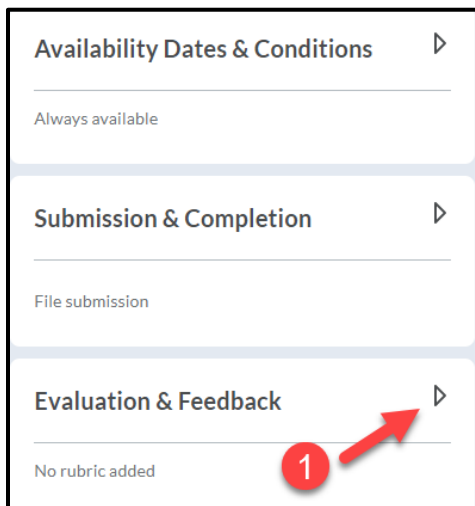 Availability Dates & Conditions
Always available
Submission & Completion
File submission
Evaluation & Feedback
1
No rubric added